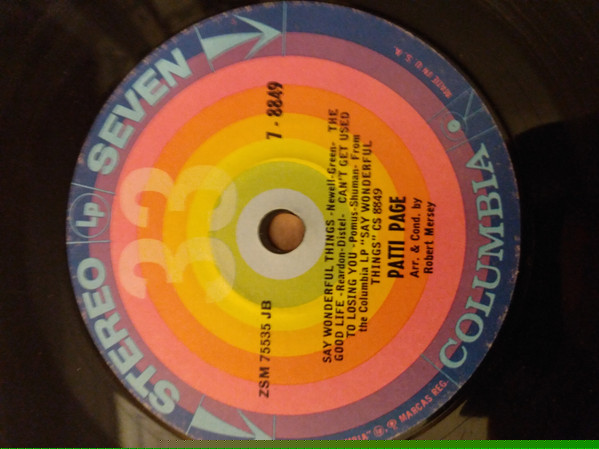 STEREO Lp SEVEN
33
ZSM 75535 JB
7 - 8849
SAY WONDERFUL THINGS -Newell-Green- THE
GOOD LIFE -Reardon-Distel- CAN'T GET USED
TO LOSING YOU -Pomus-Shuman- From
the Columbia LP "SAY WONDERFUL
THINGS" CS 8849
PATTI PAGE
Arr. & Cond. by
Robert Mersey
COLUMBIA
MARCAS REG.
MADE IN U. S. A.